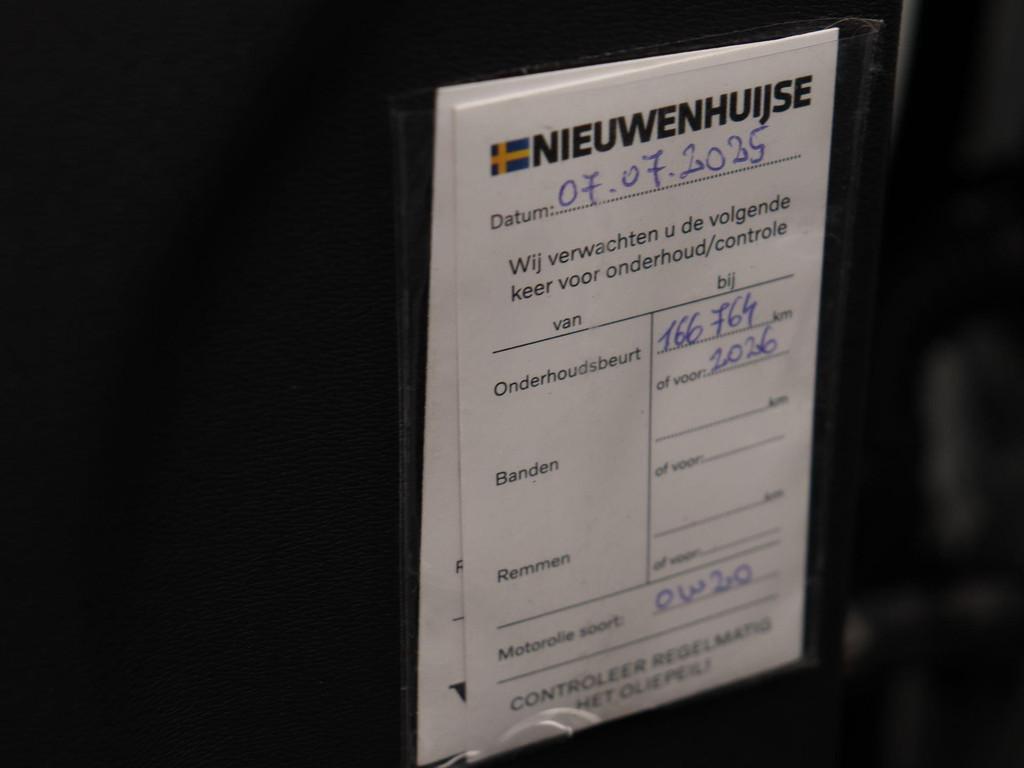 NIEUWENHUIJSE
Datum: 07.07.2025
Wij verwachten u de volgende
keer voor onderhoud/controle
van bij
Onderhoudsbeurt 166 764 km
of voor: 2026
km
Banden of voor:
km
Remmen of voor:
Motorolie soort: 0W20
CONTROLEER REGELMATIG
HET OLIEPEIL!